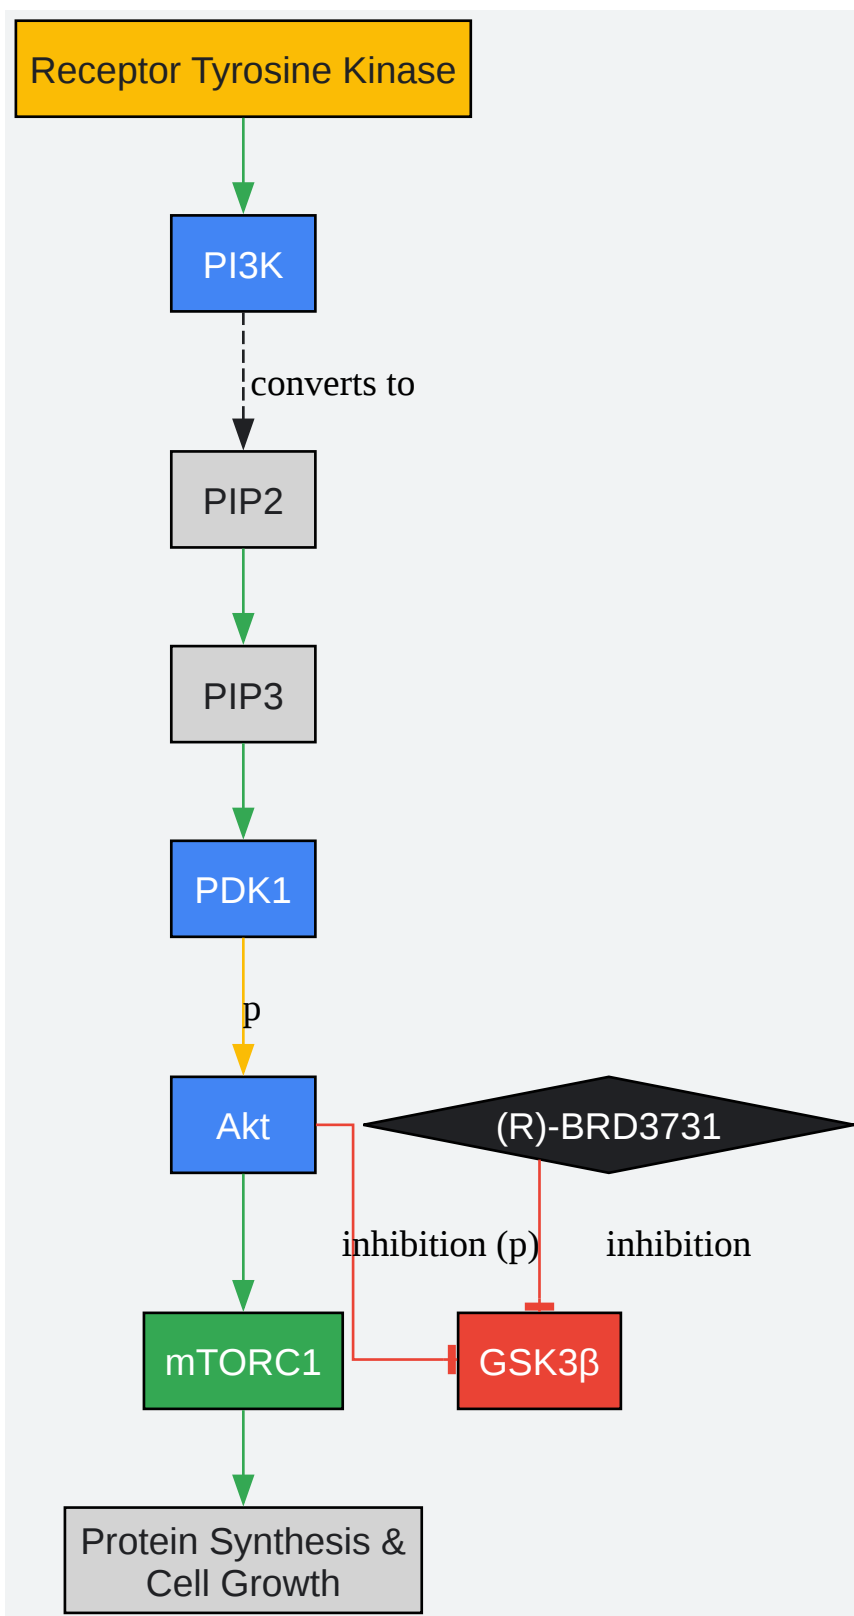 Receptor Tyrosine Kinase
PI3K
converts to
PIP2
PIP3
PDK1
p
Akt
(R)-BRD3731
inhibition (p)
inhibition
mTORC1
GSK3β
Protein Synthesis &
Cell Growth